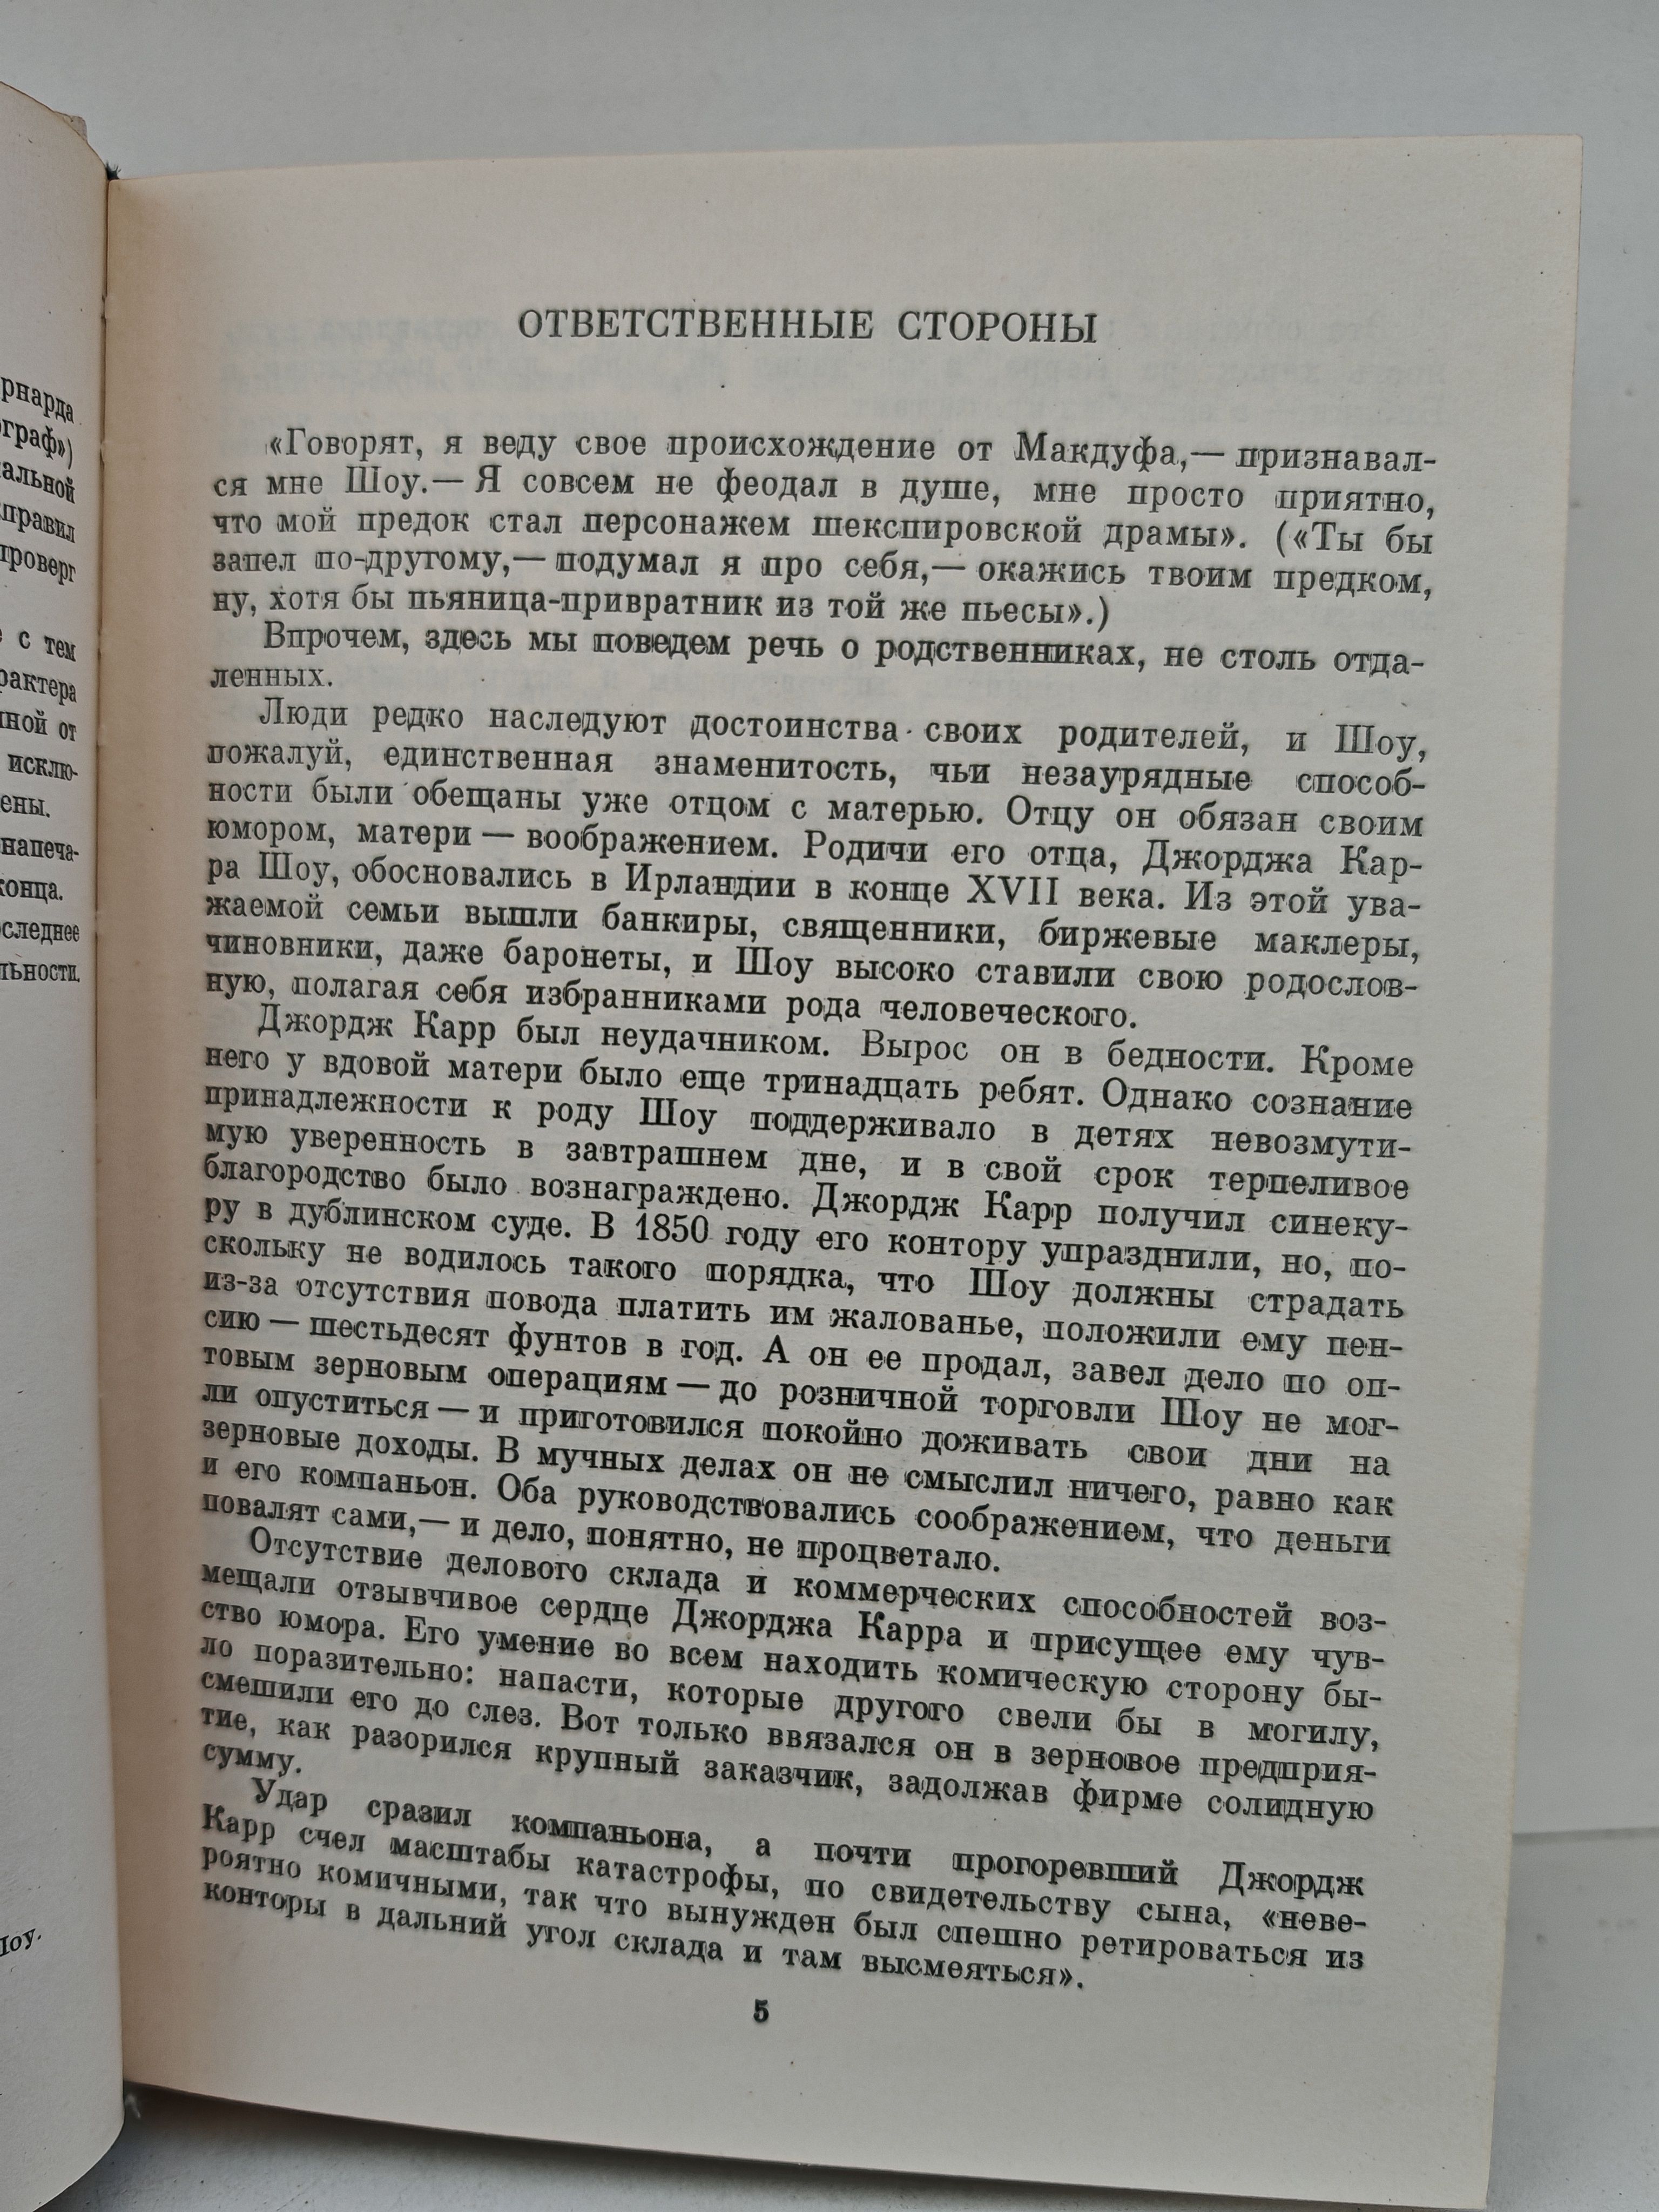 рнарда
ограф»)
альной
правил
проверг
с тем
рактера
ной от
исклю-
ены.
напеча-
конца.
оследнее
льности.
Шоу.
ОТВЕТСТВЕННЫЕ СТОРОНЫ
«Говорят, я веду свое происхождение от Макдуфа,— признавал-
ся мне Шоу.— Я совсем не феодал в душе, мне просто приятно,
что мой предок стал персонажем шекспировской драмы». («Ты бы
запел по-другому,— подумал я про себя,— окажись твоим предком,
ну, хотя бы пьяница-привратник из той же пьесы».)
Впрочем, здесь мы поведем речь о родственниках, не столь отда-
ленных.
Люди редко наследуют достоинства своих родителей, и Шоу,
пожалуй, единственная знаменитость, чьи незаурядные способ-
ности были обещаны уже отцом с матерью. Отцу он обязан своим
юмором, матери — воображением. Родичи его отца, Джорджа Кар-
ра Шоу, обосновались в Ирландии в конце XVII века. Из этой ува-
жаемой семьи вышли банкиры, священники, биржевые маклеры,
чиновники, даже баронеты, и Шоу высоко ставили свою родослов-
ную, полагая себя избранниками рода человеческого.
Джордж Карр был неудачником. Вырос он в бедности. Кроме
него у вдовой матери было еще тринадцать ребят. Однако сознание
принадлежности к роду Шоу поддерживало в детях невозмути-
мую уверенность в завтрашнем дне, и в свой срок терпеливое
благородство было вознаграждено. Джордж Карр получил синеку-
ру в дублинском суде. В 1850 году его контору упразднили, но, по-
скольку не водилось такого порядка, что Шоу должны страдать
из-за отсутствия повода платить им жалованье, положили ему пен-
сию — шестьдесят фунтов в год. А он ее продал, завел дело по оп-
товым зерновым операциям — до розничной торговли Шоу не мог-
ли опуститься — и приготовился покойно доживать свои дни на
зерновые доходы. В мучных делах он не смыслил ничего, равно как
и его компаньон. Оба руководствовались соображением, что деньги
повалят сами,— и дело, понятно, не процветало.
Отсутствие делового склада и коммерческих способностей воз-
мещали отзывчивое сердце Джорджа Карра и присущее ему чув-
ство юмора. Его умение во всем находить комическую сторону бы-
ло поразительно: напасти, которые другого свели бы в могилу,
смешили его до слез. Вот только ввязался он в зерновое предприя-
тие, как разорился крупный заказчик, задолжав фирме солидную
сумму.
Удар сразил компаньона, а почти прогоревший Джордж
Карр счел масштабы катастрофы, по свидетельству сына, «неве-
роятно комичными, так что вынужден был спешно ретироваться из
конторы в дальний угол склада и там высмеяться».
5